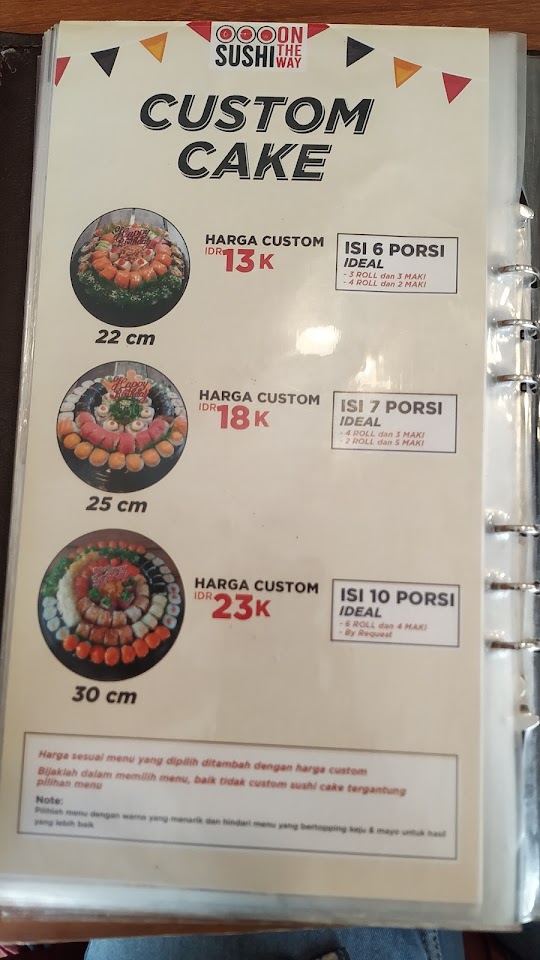 ON
SUSHI THE
WAY
CUSTOM
CAKE
HARGA CUSTOM
IDR 13 K
ISI 6 PORSI
IDEAL
- 3 ROLL dan 3 MAKI
- 4 ROLL dan 2 MAKI
22 cm
Happy
HARGA CUSTOM
IDR 18 K
ISI 7 PORSI
IDEAL
- 4 ROLL dan 3 MAKI
- 2 ROLL dan 5 MAKI
25 cm
HARGA CUSTOM
IDR 23 K
ISI 10 PORSI
IDEAL
- 6 ROLL dan 4 MAKI
- By Request
30 cm
Harga sesuai menu yang dipilih ditambah dengan harga custom
Bijaklah dalam memilih menu, baik tidak custom sushi cake tergantung
pilihan menu
Note:
Pilihlah menu dengan warna yang menarik dan hindari menu yang bertopping keju & mayo untuk hasil
yang lebih baik